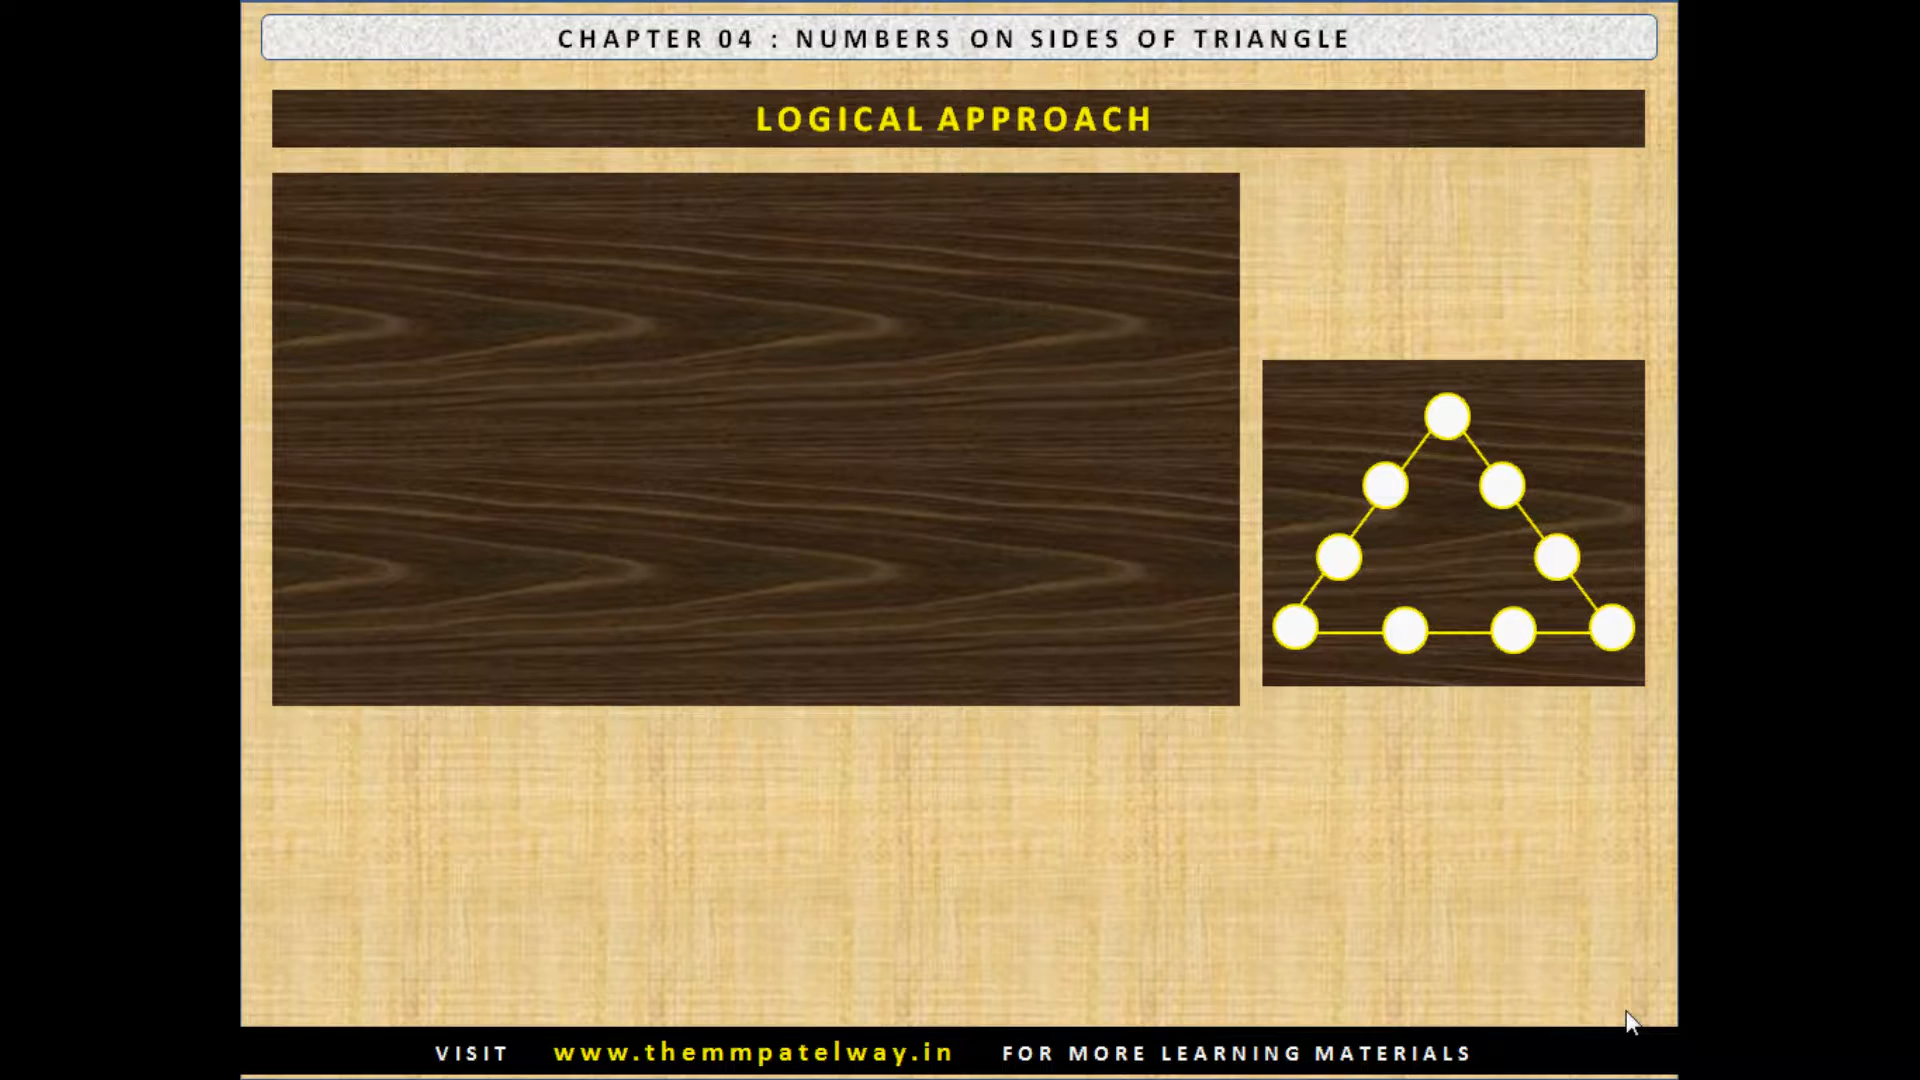 CHAPTER 04 : NUMBERS ON SIDES OF TRIANGLE
LOGICAL APPROACH
VISIT www.themmpatelway.in FOR MORE LEARNING MATERIALS